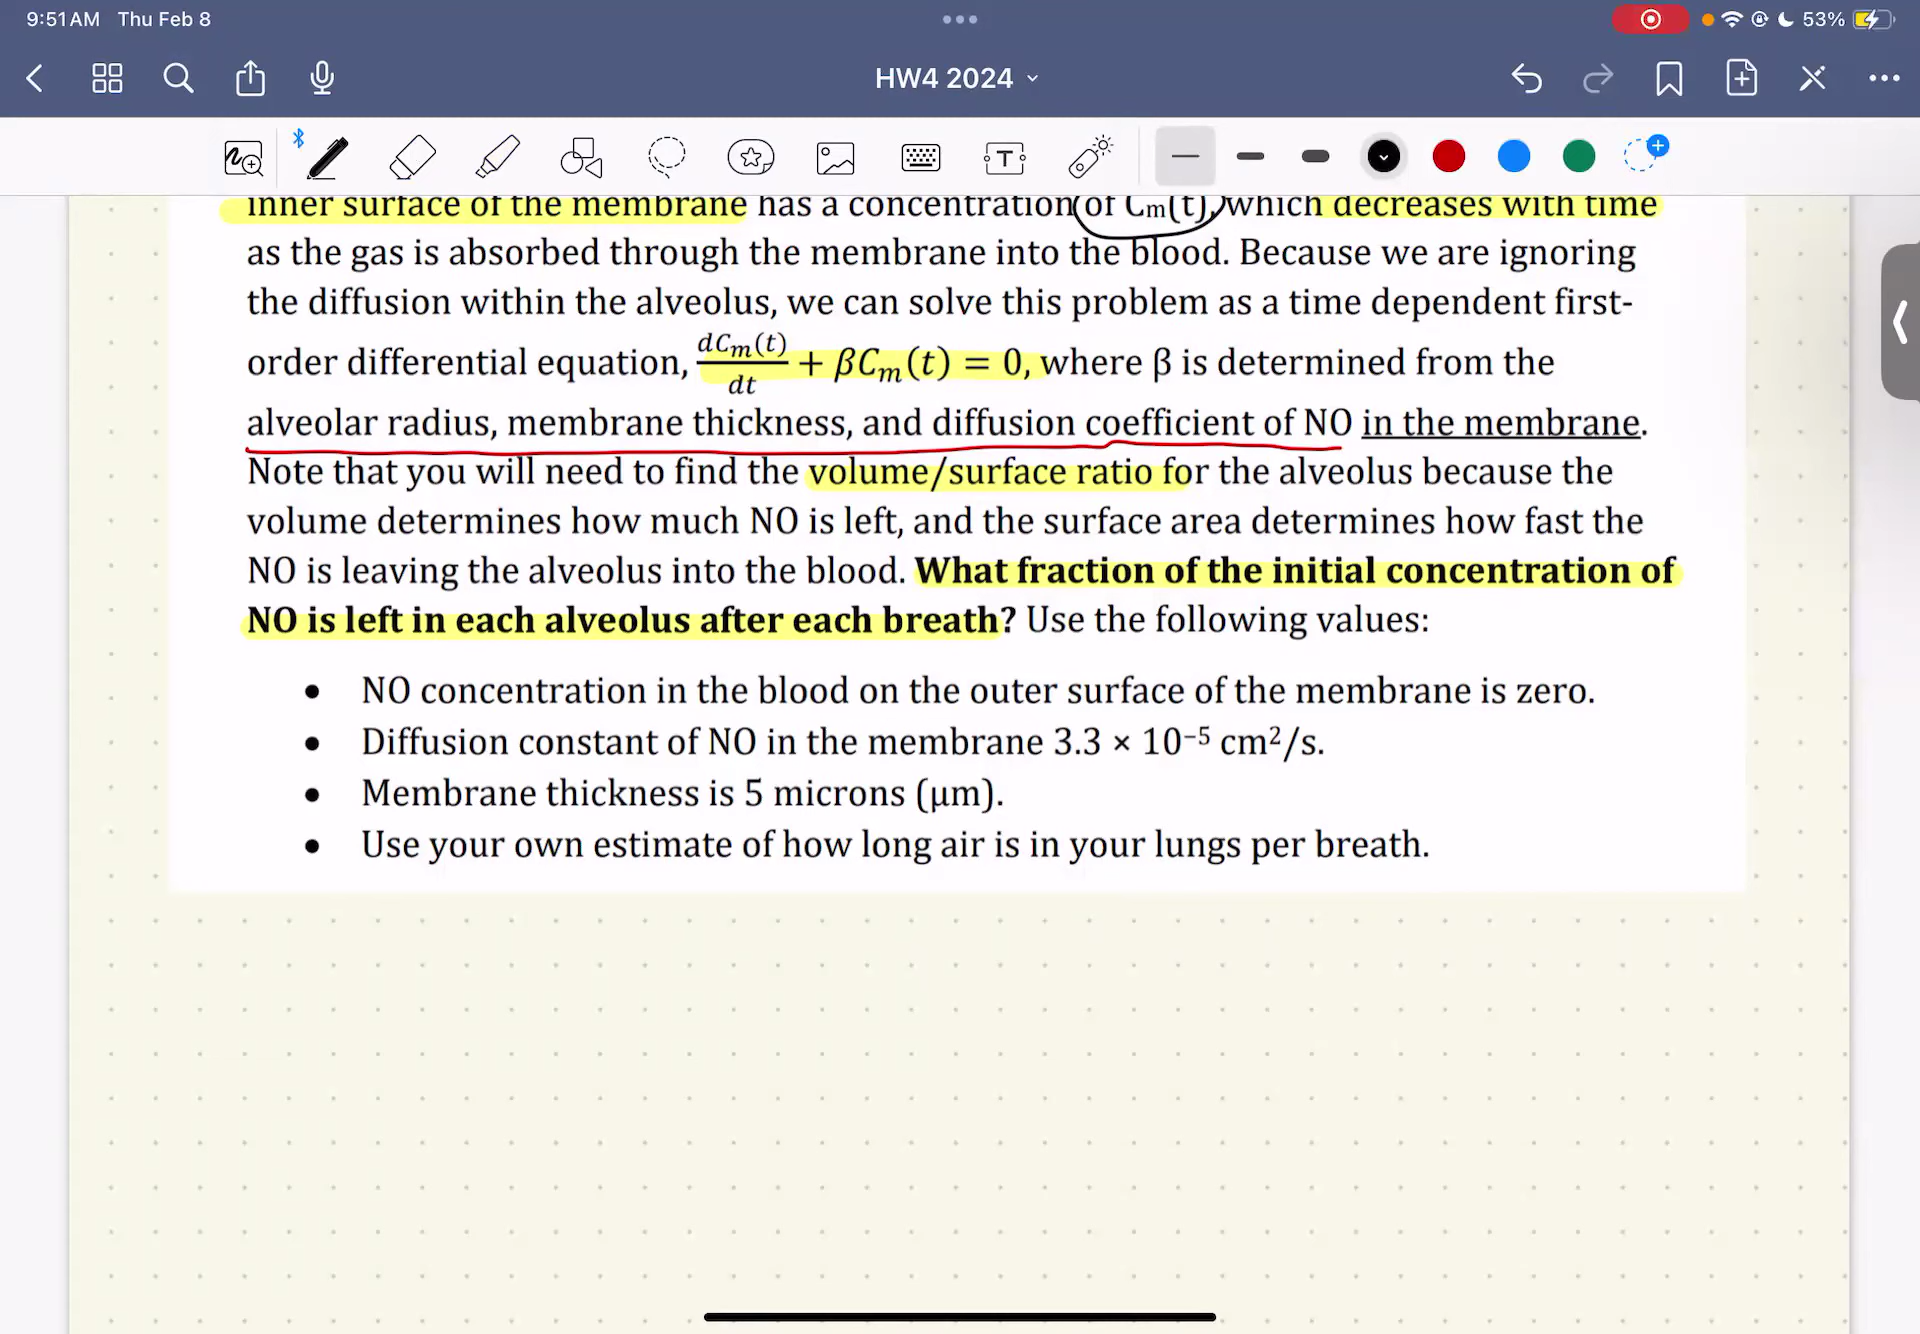 9:51 AM Thu Feb 8
53%
HW4 2024
T
inner surface of the membrane has a concentration of Cm(t), which decreases with time
as the gas is absorbed through the membrane into the blood. Because we are ignoring
the diffusion within the alveolus, we can solve this problem as a time dependent first-
order differential equation, dCm(t)/dt + βCm(t) = 0, where β is determined from the
alveolar radius, membrane thickness, and diffusion coefficient of NO in the membrane.
Note that you will need to find the volume/surface ratio for the alveolus because the
volume determines how much NO is left, and the surface area determines how fast the
NO is leaving the alveolus into the blood. What fraction of the initial concentration of
NO is left in each alveolus after each breath? Use the following values:
• NO concentration in the blood on the outer surface of the membrane is zero.
• Diffusion constant of NO in the membrane 3.3 × 10⁻⁵ cm²/s.
• Membrane thickness is 5 microns (μm).
• Use your own estimate of how long air is in your lungs per breath.